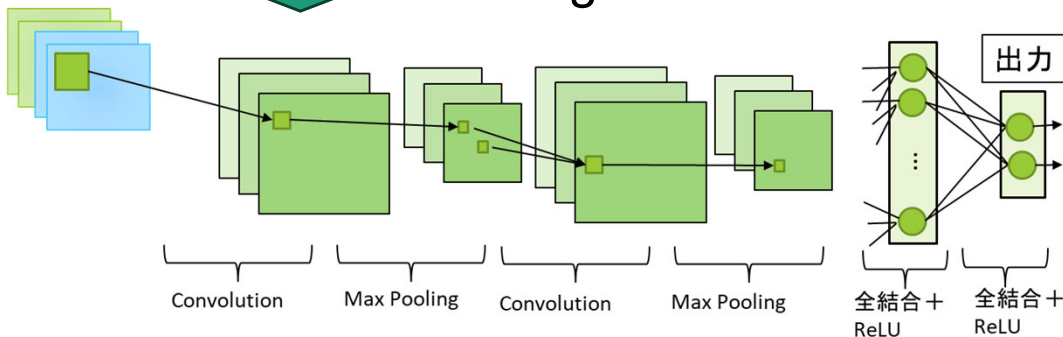 出力
...
Convolution
Max Pooling
Convolution
Max Pooling
全結合＋
ReLU
全結合＋
ReLU